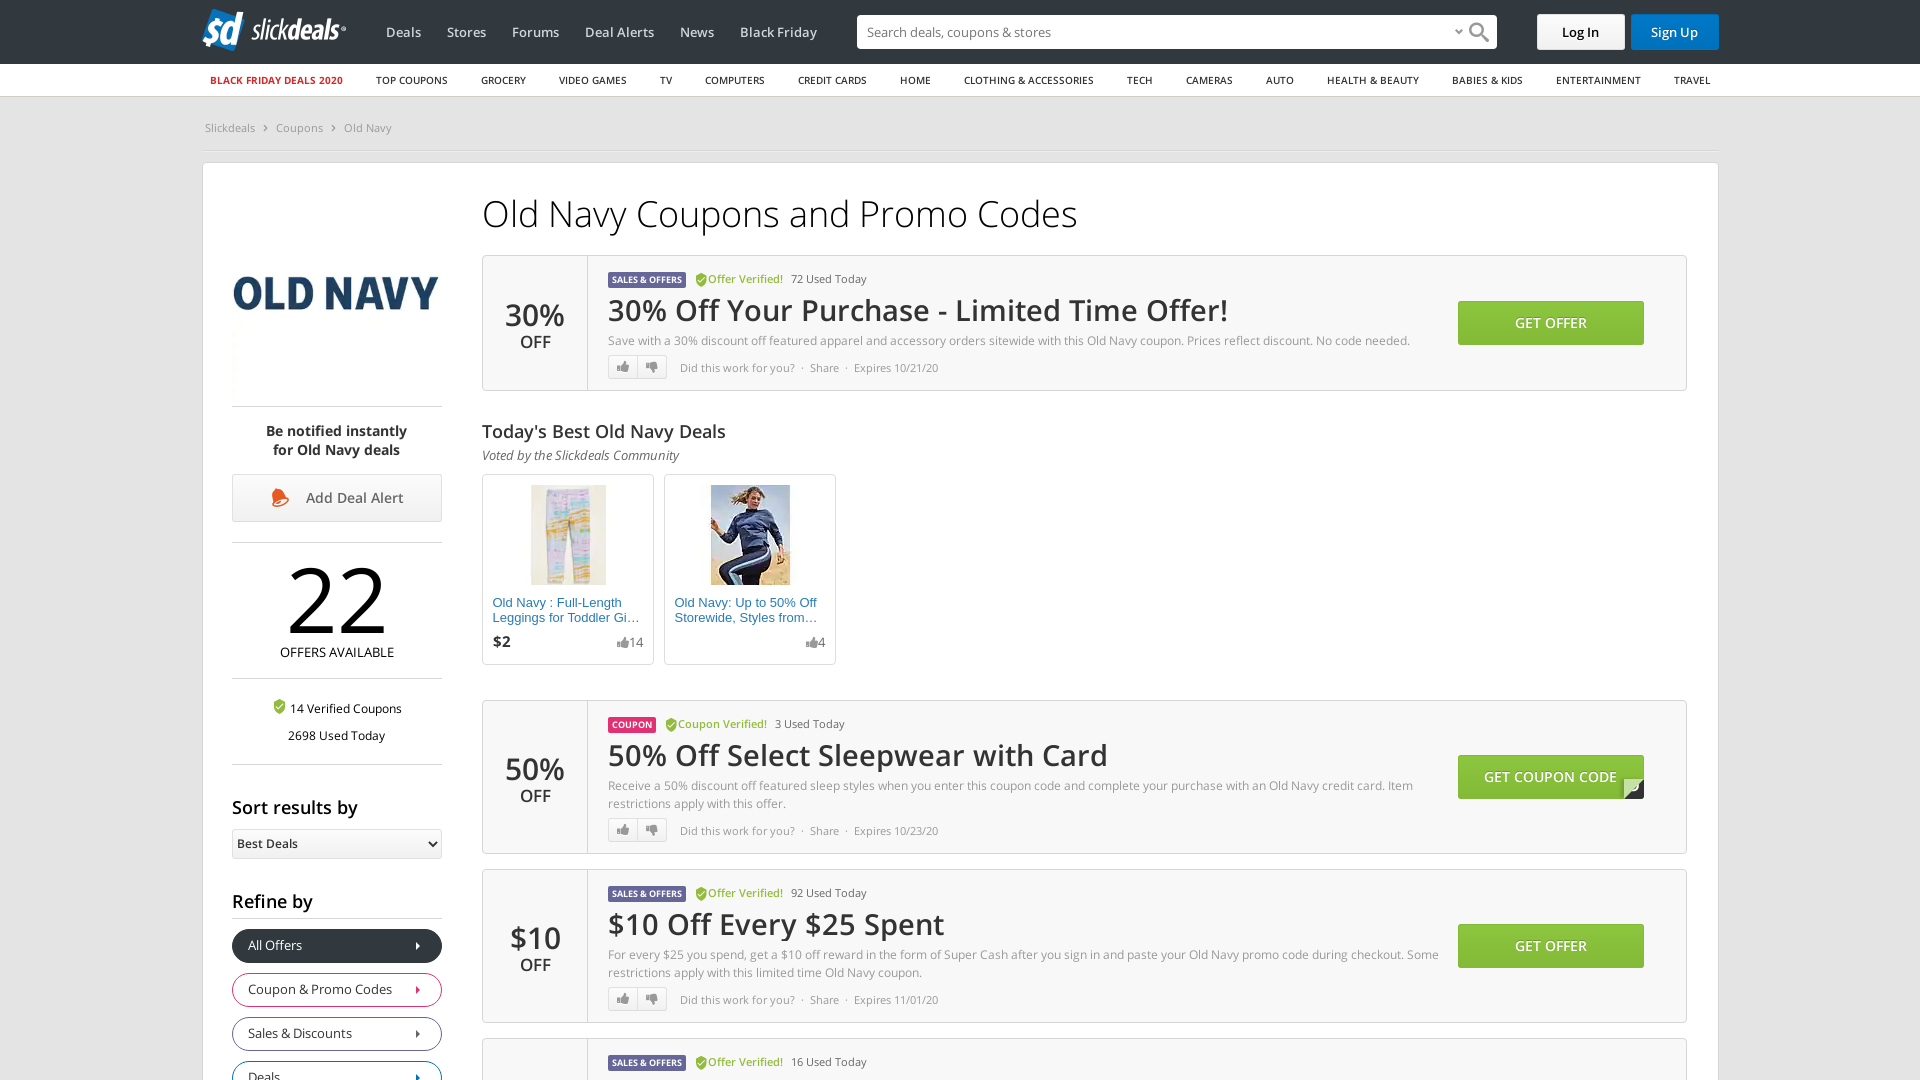 slickdeals
Deals
Stores
Forums
Deal Alerts
News
Black Friday
Search deals, coupons & stores
Log In
Sign Up
BLACK FRIDAY DEALS 2020
TOP COUPONS
GROCERY
VIDEO GAMES
TV
COMPUTERS
CREDIT CARDS
HOME
CLOTHING & ACCESSORIES
TECH
CAMERAS
AUTO
HEALTH & BEAUTY
BABIES & KIDS
ENTERTAINMENT
TRAVEL
Slickdeals > Coupons > Old Navy
OLD NAVY
Be notified instantly
for Old Navy deals
Add Deal Alert
22
OFFERS AVAILABLE
14 Verified Coupons
2698 Used Today
Sort results by
Best Deals
Refine by
All Offers
Coupon & Promo Codes
Sales & Discounts
Deals
Old Navy Coupons and Promo Codes
30%
OFF
SALES & OFFERS Offer Verified! 72 Used Today
30% Off Your Purchase - Limited Time Offer!
Save with a 30% discount off featured apparel and accessory orders sitewide with this Old Navy coupon. Prices reflect discount. No code needed.
Did this work for you? · Share · Expires 10/21/20
GET OFFER
Today's Best Old Navy Deals
Voted by the Slickdeals Community
Old Navy : Full-Length
Leggings for Toddler Gi...
$2
14
Old Navy: Up to 50% Off
Storewide, Styles from...
4
50%
OFF
COUPON Coupon Verified! 3 Used Today
50% Off Select Sleepwear with Card
Receive a 50% discount off featured sleep styles when you enter this coupon code and complete your purchase with an Old Navy credit card. Item
restrictions apply with this offer.
Did this work for you? · Share · Expires 10/23/20
GET COUPON CODE
$10
OFF
SALES & OFFERS Offer Verified! 92 Used Today
$10 Off Every $25 Spent
For every $25 you spend, get a $10 off reward in the form of Super Cash after you sign in and paste your Old Navy promo code during checkout. Some
restrictions apply with this limited time Old Navy coupon.
Did this work for you? · Share · Expires 11/01/20
GET OFFER
SALES & OFFERS Offer Verified! 16 Used Today